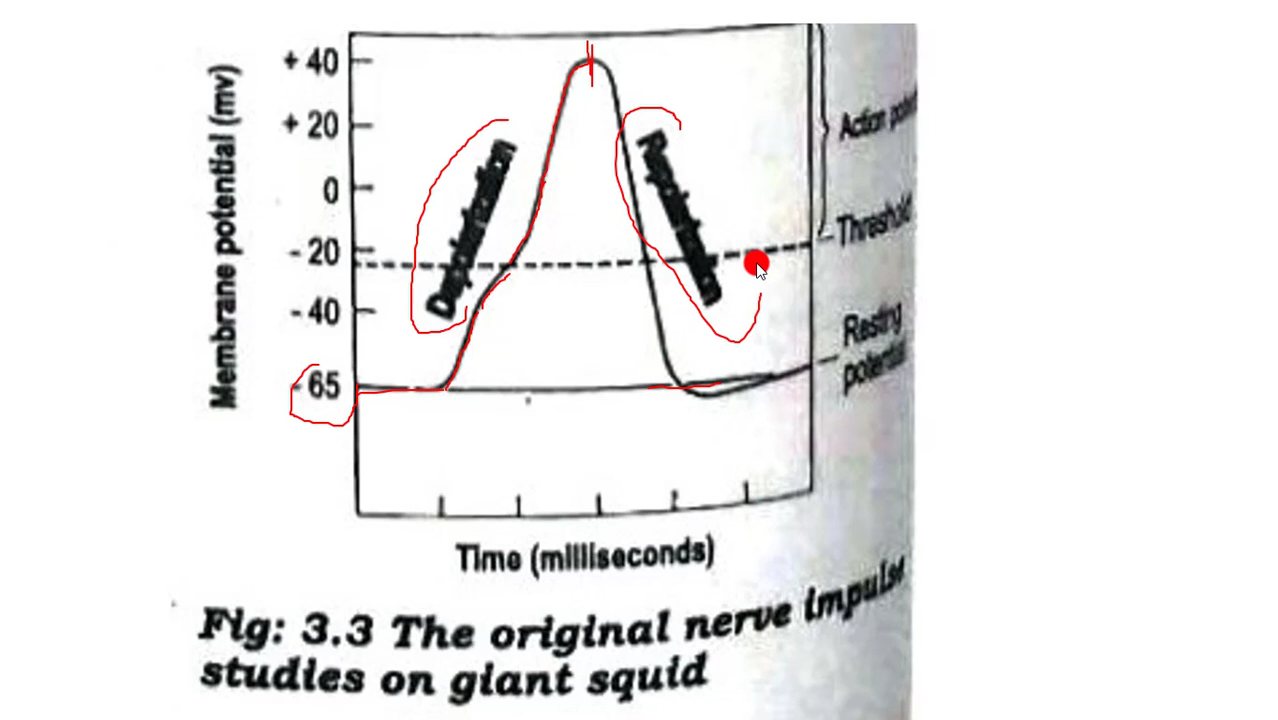 + 40
+ 20
0
- 20
- 40
- 65
Membrane potential (mv)
Depolarization
Repolarization
Action
Threshold
Resting
potential
Time (milliseconds)
Fig: 3.3 The original nerve impulse
studies on giant squid